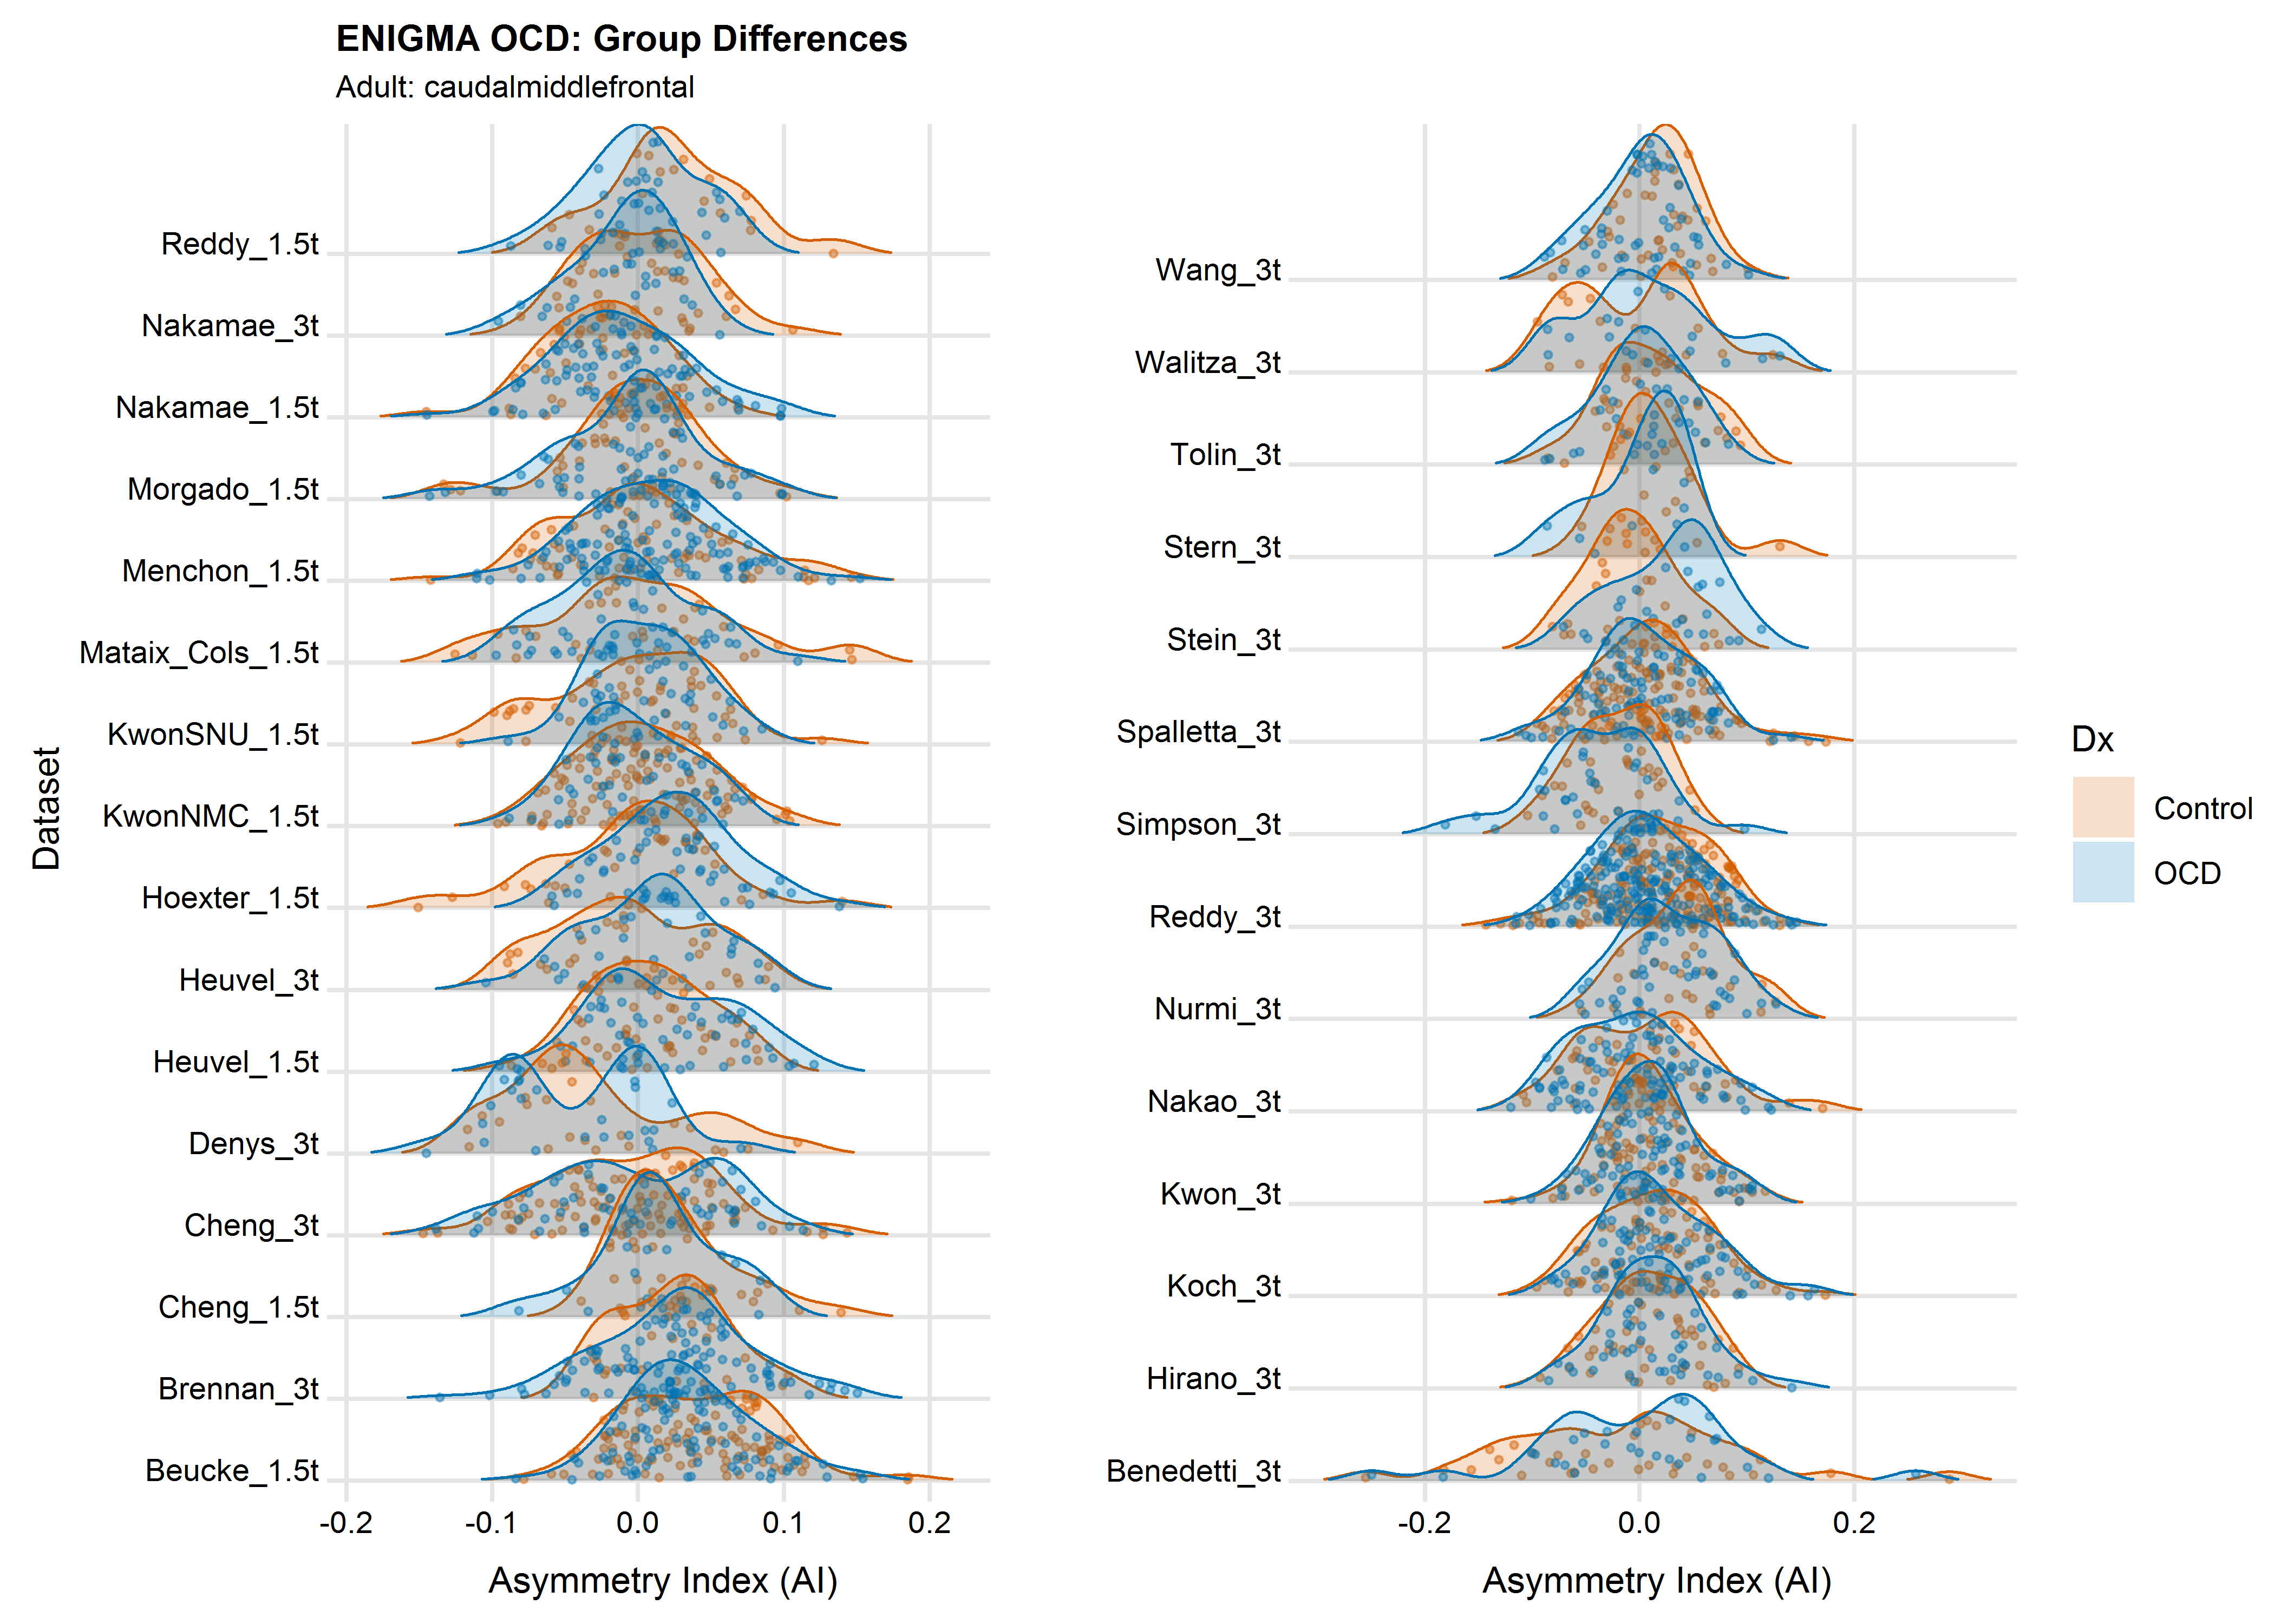 ENIGMA OCD: Group Differences
Adult: caudalmiddlefrontal
Dataset
Reddy_1.5t
Nakamae_3t
Nakamae_1.5t
Morgado_1.5t
Menchon_1.5t
Mataix_Cols_1.5t
KwonSNU_1.5t
KwonNMC_1.5t
Hoexter_1.5t
Heuvel_3t
Heuvel_1.5t
Denys_3t
Cheng_3t
Cheng_1.5t
Brennan_3t
Beucke_1.5t
-0.2 -0.1 0.0 0.1 0.2
Asymmetry Index (AI)
Wang_3t
Walitza_3t
Tolin_3t
Stern_3t
Stein_3t
Spalletta_3t
Simpson_3t
Reddy_3t
Nurmi_3t
Nakao_3t
Kwon_3t
Koch_3t
Hirano_3t
Benedetti_3t
-0.2 0.0 0.2
Asymmetry Index (AI)
Dx
Control
OCD